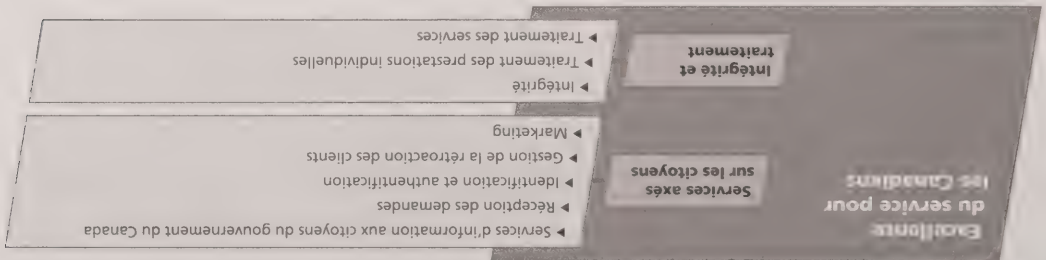 Excellence
du service pour
les Canadiens
Services axés
sur les citoyens
▸ Services d'information aux citoyens du gouvernement du Canada
▸ Réception des demandes
▸ Identification et authentification
▸ Gestion de la rétroaction des clients
▸ Marketing
Intégrité et
traitement
▸ Intégrité
▸ Traitement des prestations individuelles
▸ Traitement des services